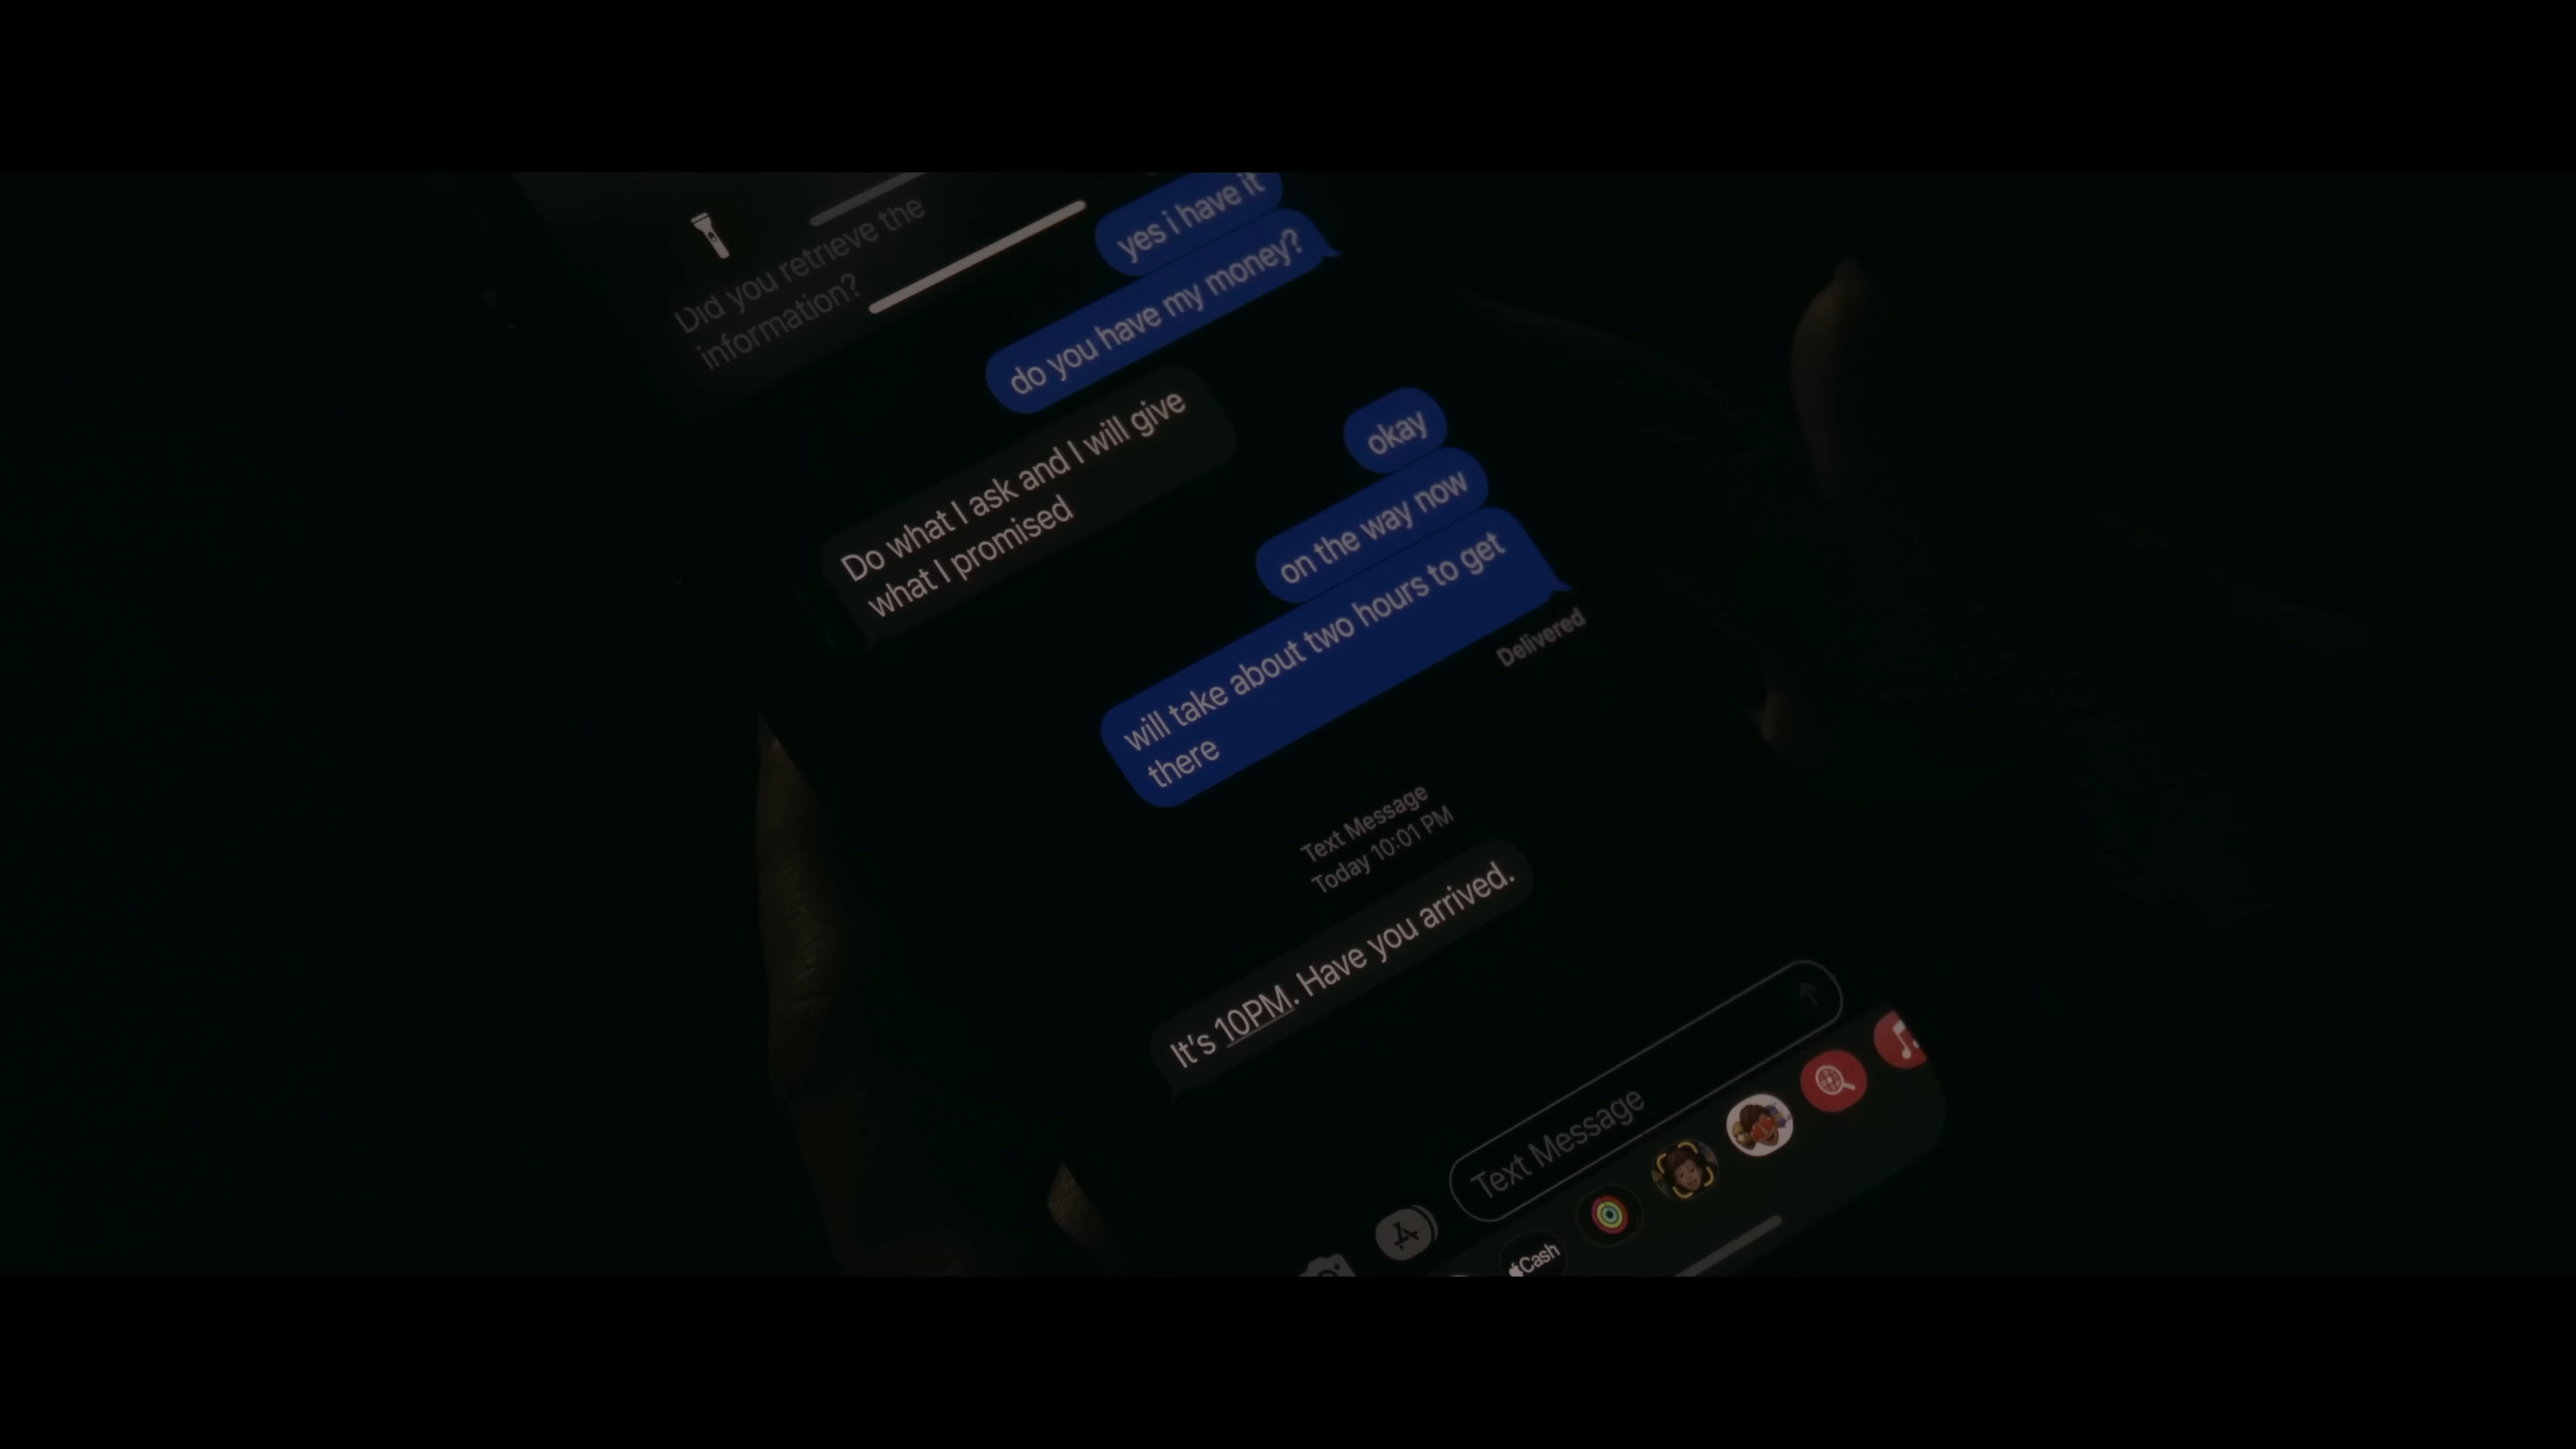 Did you retrieve the
information?
yes i have it
do you have my money?
Do what I ask and I will give
what I promised
okay
on the way now
will take about two hours to get
there
Delivered
Text Message
Today 10:01 PM
It's 10PM. Have you arrived.
Text Message
Cash